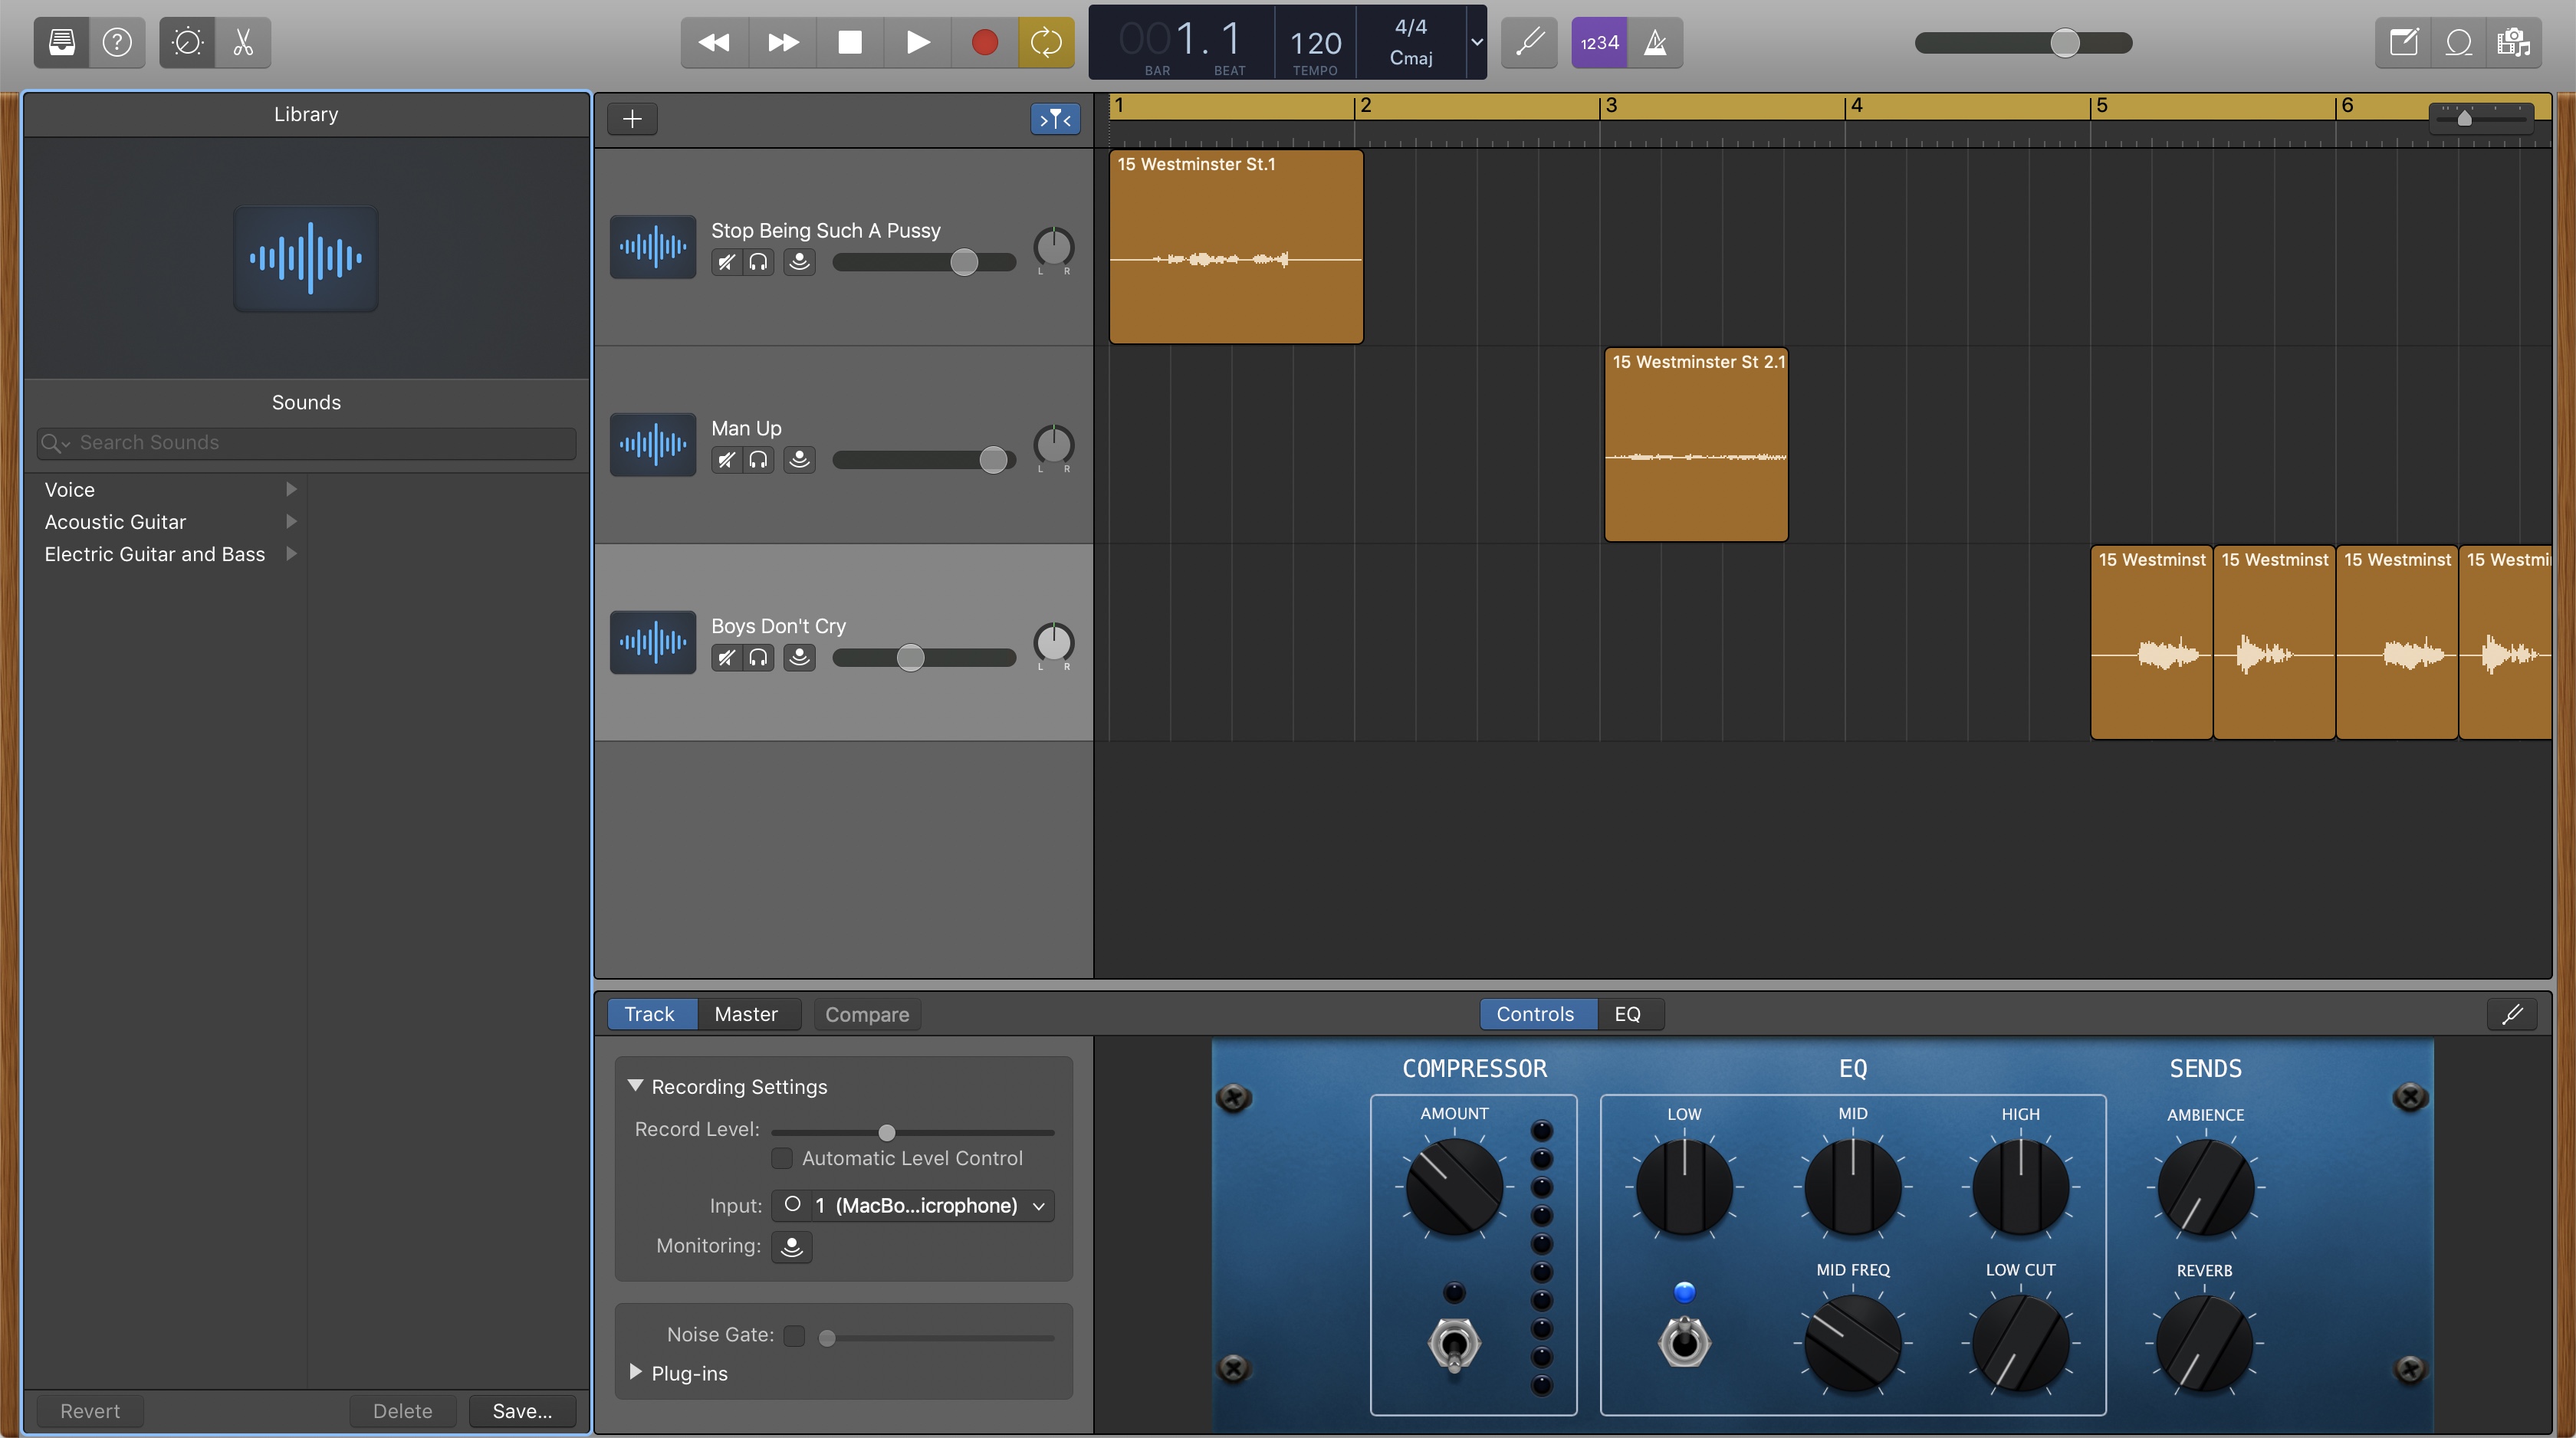 001. 1
BAR BEAT
120
TEMPO
4/4
Cmaj
1234
Library
Sounds
Search Sounds
Voice
Acoustic Guitar
Electric Guitar and Bass
Revert
Delete
Save...
1 2 3 4 5 6
Stop Being Such A Pussy
L R
15 Westminster St.1
Man Up
L R
15 Westminster St 2.1
Boys Don't Cry
L R
15 Westminst
15 Westminst
15 Westminst
15 Westmi
Track
Master
Compare
Controls
EQ
Recording Settings
Record Level:
Automatic Level Control
Input: 1 (MacBo...icrophone)
Monitoring:
Noise Gate:
Plug-ins
COMPRESSOR
AMOUNT
EQ
LOW
MID
HIGH
MID FREQ
LOW CUT
SENDS
AMBIENCE
REVERB